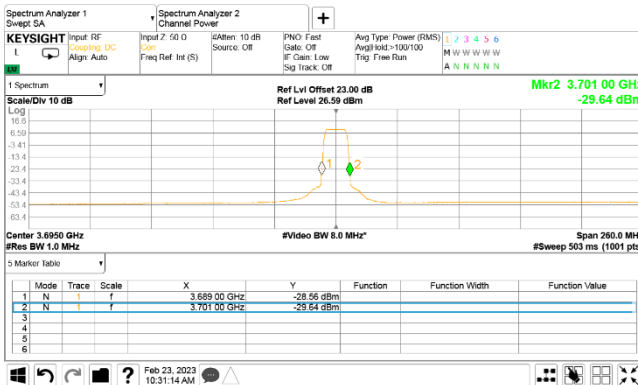 Spectrum Analyzer 1
Swept SA
Spectrum Analyzer 2
Channel Power
+
KEYSIGHT
L
Input: RF
Coupling: DC
Align: Auto
Input Z: 50 Ω
Corr
Freq Ref: Int (S)
#Atten: 10 dB
Source: Off
PNO: Fast
Gate: Off
IF Gain: Low
Sig Track: Off
Avg Type: Power (RMS)
Avg|Hold:>100/100
Trig: Free Run
1 2 3 4 5 6
M W W W W W
A N N N N N
1 Spectrum
Scale/Div 10 dB
Log
Ref Lvl Offset 23.00 dB
Ref Level 26.59 dBm
Mkr2 3.701 00 GHz
-29.64 dBm
16.6
6.59
-3.41
-13.4
-23.4
-33.4
-43.4
-53.4
-63.4
1
2
Center 3.6950 GHz
#Res BW 1.0 MHz
#Video BW 8.0 MHz*
Span 260.0 MH
#Sweep 503 ms (1001 pts
5 Marker Table
Mode Trace Scale X Y Function Function Width Function Value
1 N 1 f 3.689 00 GHz -28.56 dBm
2 N 1 f 3.701 00 GHz -29.64 dBm
3
4
5
6
?
Feb 23, 2023
10:31:14 AM